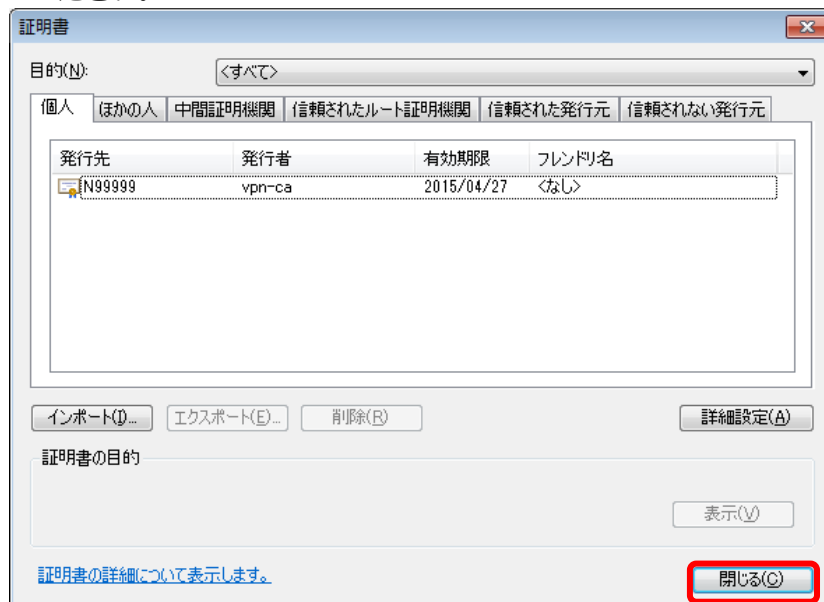 証明書
目的(N):
<すべて>
個人 ほかの人 中間証明機関 信頼されたルート証明機関 信頼された発行元 信頼されない発行元
発行先 発行者 有効期限 フレンドリ名
N99999 vpn-ca 2015/04/27 <なし>
インポート(I)... エクスポート(E)... 削除(R) 詳細設定(A)
証明書の目的
表示(V)
証明書の詳細について表示します。
閉じる(C)